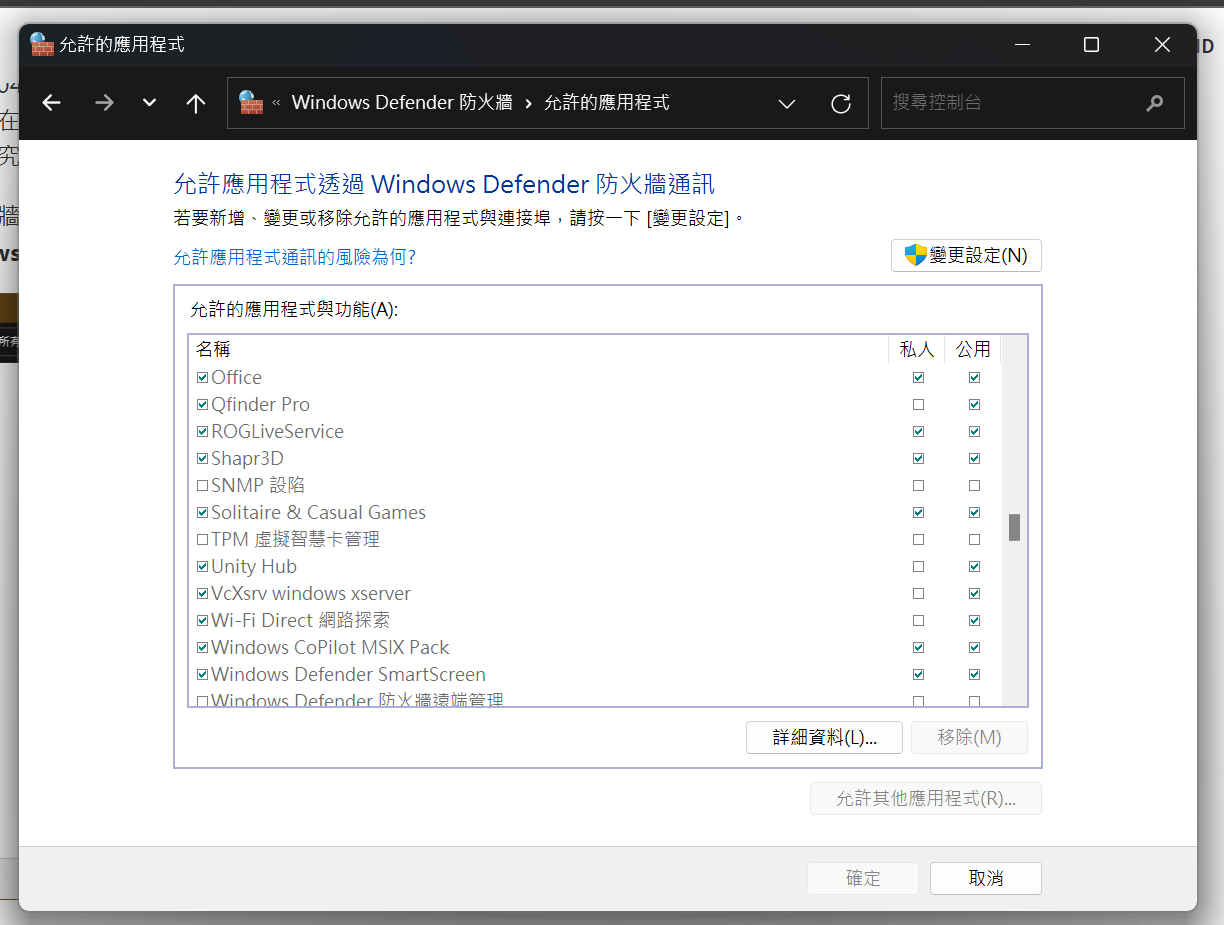 允許的應用程式
« Windows Defender 防火牆 › 允許的應用程式
搜尋控制台
允許應用程式透過 Windows Defender 防火牆通訊
若要新增、變更或移除允許的應用程式與連接埠，請按一下 [變更設定]。
允許應用程式通訊的風險為何?
變更設定(N)
允許的應用程式與功能(A):
名稱 私人 公用
Office
Qfinder Pro
ROGLiveService
Shapr3D
SNMP 設陷
Solitaire & Casual Games
TPM 虛擬智慧卡管理
Unity Hub
VcXsrv windows xserver
Wi-Fi Direct 網路探索
Windows CoPilot MSIX Pack
Windows Defender SmartScreen
Windows Defender 防火牆遠端管理
詳細資料(L)...
移除(M)
允許其他應用程式(R)...
確定
取消
在
究
牆
所有